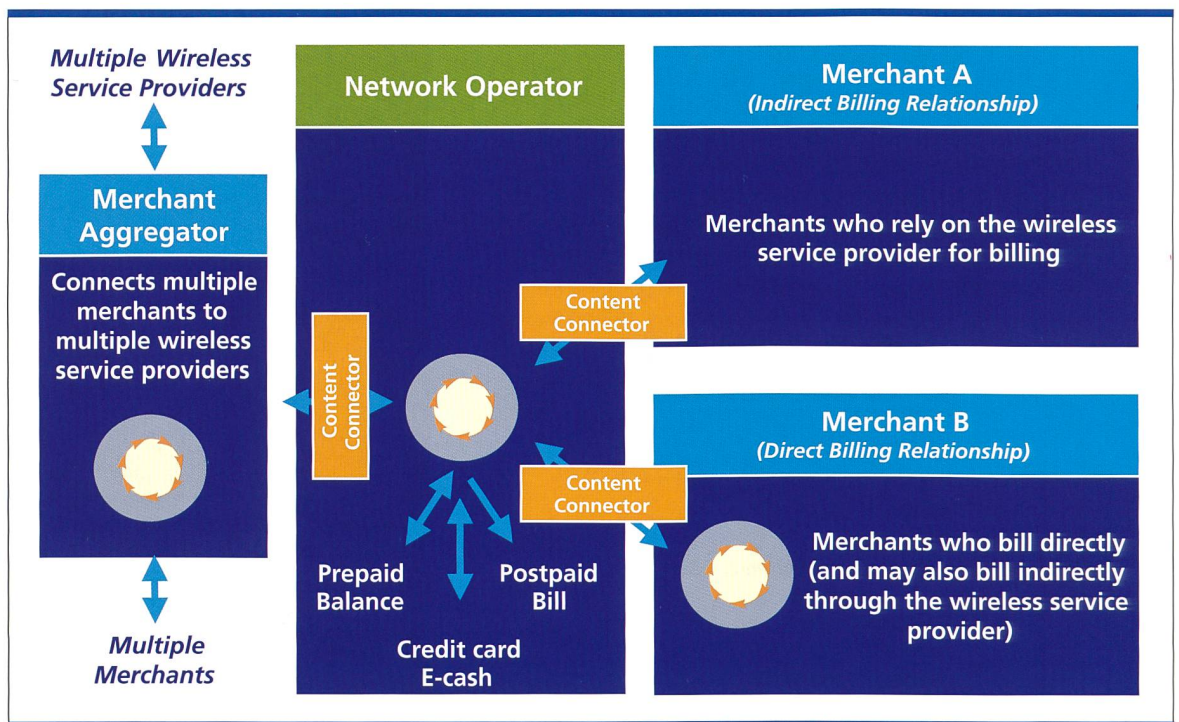 Multiple Wireless
Service Providers
Merchant
Aggregator
Connects multiple
merchants to
multiple wireless
service providers
Multiple
Merchants
Network Operator
Content
Connector
Content
Connector
Content
Connector
Prepaid
Balance
Postpaid
Bill
Credit card
E-cash
Merchant A
(Indirect Billing Relationship)
Merchants who rely on the wireless
service provider for billing
Merchant B
(Direct Billing Relationship)
Merchants who bill directly
(and may also bill indirectly
through the wireless service
provider)